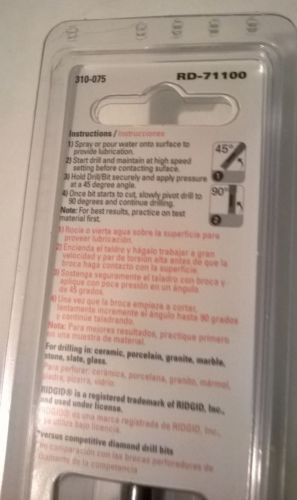 310-075
RD-71100
Instructions / Instrucciones
1) Spray or pour water onto surface to
provide lubrication.
2) Start drill and maintain at high speed
setting before contacting suface.
3) Hold Drill/Bit securely and apply pressure
at a 45 degree angle.
4) Once bit starts to cut, slowly pivot drill to
90 degrees and continue drilling.
Note: For best results, practice on test
material first.
45°
1
90°
2
1) Rocíe o vierta agua sobre la superficie para
proveer lubricación.
2) Encienda el taldro y hágalo trabajar a gran
velocidad y par de torsión alta antes de que la
broca haga contacto con la superficie.
3) Sostenga seguramente el taladro con broca y
aplique con poca presión en un ángulo
de 45 grados.
4) Una vez que la broca empieza a cortar,
lentamente incremente el ángulo hasta 90 grados
y continúe taladrando.
Nota: Para mejores resultados, practique primero
en una muestra de material.
For drilling in: ceramic, porcelain, granite, marble,
stone, slate, glass.
Para perforar: cerámica, porcelana, granito, mármol,
piedra, pizarra, vidrio.
RIDGID® is a registered trademark of RIDGID, Inc.,
and used under license.
RIDGID® es una marca registrada de RIDGID, Inc.,
y se utiliza bajo licencia.
*versus competitive diamond drill bits
*en comparación con las brocas perforadoras de
diamante de la competencia